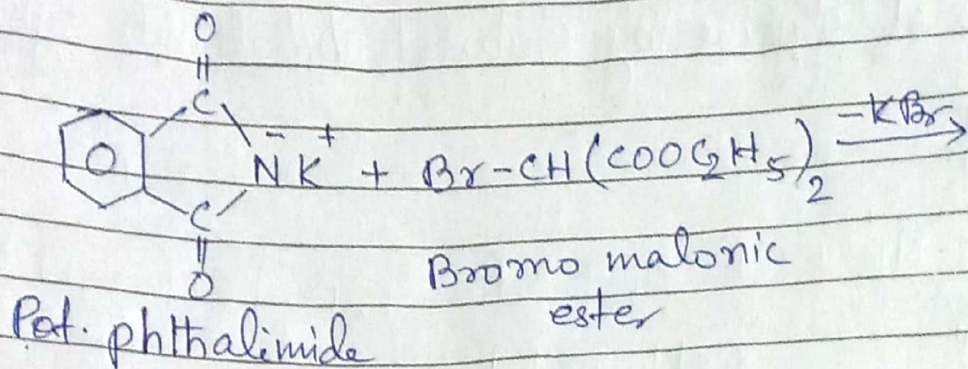 O
||
C
N⁻K⁺ + Br-CH(COOC₂H₅)₂ -KBr→
C
||
O
Bromo malonic
ester
Pot. phthalimide